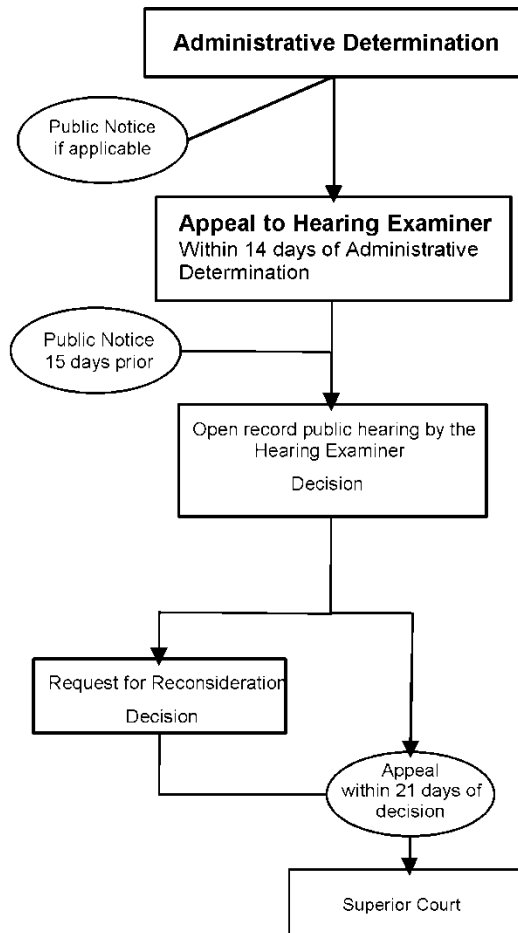 Administrative Determination
Public Notice
if applicable
Appeal to Hearing Examiner
Within 14 days of Administrative
Determination
Public Notice
15 days prior
Open record public hearing by the
Hearing Examiner
Decision
Request for Reconsideration
Decision
Appeal
within 21 days of
decision
Superior Court